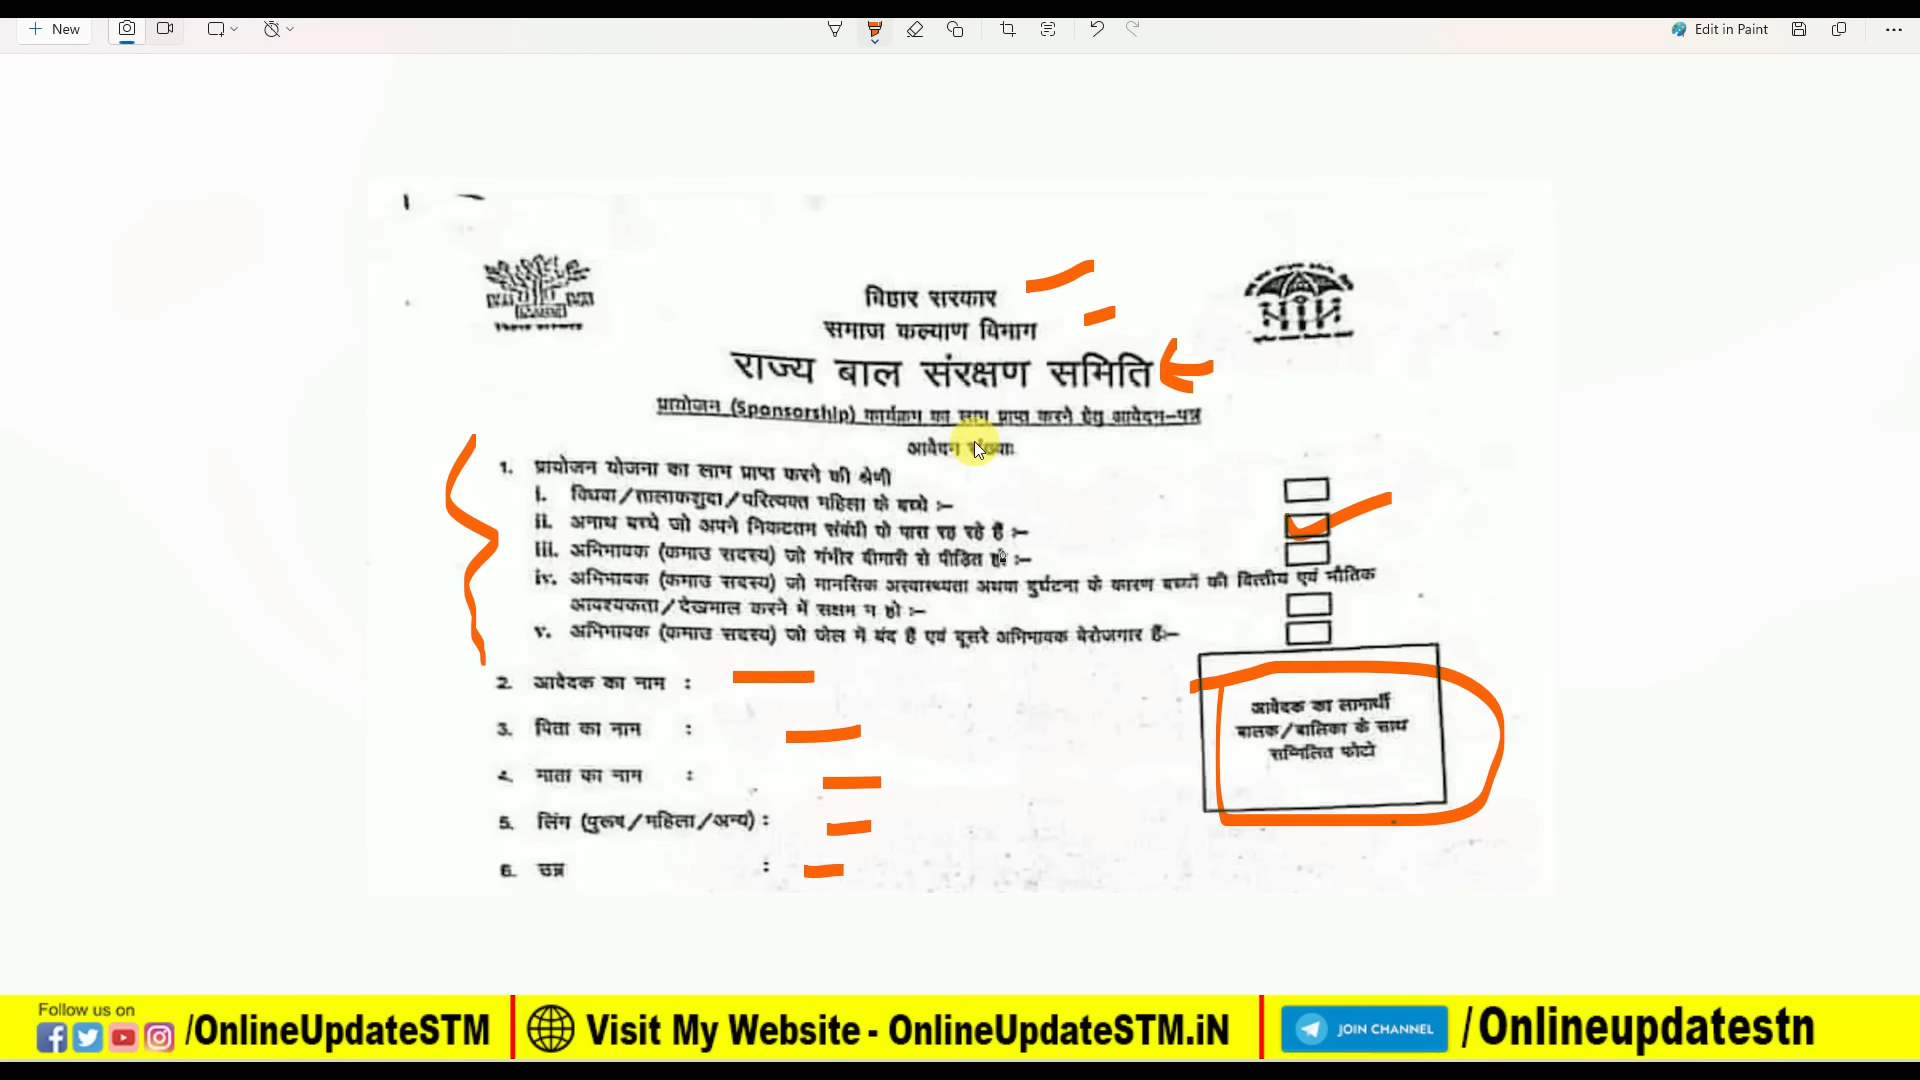 New
Edit in Paint
बिहार सरकार
बिहार सरकार
समाज कल्याण विभाग
राज्य बाल संरक्षण समिति
प्रायोजन (Sponsorship) कार्यक्रम का लाभ प्राप्त करने हेतु आवेदन–पत्र
आवेदन संख्याः
1. प्रायोजन योजना का लाभ प्राप्त करने की श्रेणी
i. विधवा/तालाकशुदा/परित्यक्त महिला के बच्चे :–
ii. अनाथ बच्चे जो अपने निकटतम संबंधी के पास रह रहे हैं :–
iii. अभिभावक (कमाउ सदस्य) जो गंभीर बीमारी से पीड़ित हो :–
iv. अभिभावक (कमाउ सदस्य) जो मानसिक अस्वास्थ्यता अथवा दुर्घटना के कारण बच्चों की वित्तीय एवं भौतिक
आवश्यकता/देखभाल करने में सक्षम न हो :–
v. अभिभावक (कमाउ सदस्य) जो जेल में बंद हैं एवं दूसरे अभिभावक बेरोजगार हैं:–
2. आवेदक का नाम :
आवेदक का लाभार्थी
बालक/बालिका के साथ
सम्मिलित फोटो
3. पिता का नाम :
4. माता का नाम :
5. लिंग (पुरूष/महिला/अन्य) :
6. उम्र :
Follow us on
/OnlineUpdateSTM
Visit My Website - OnlineUpdateSTM.iN
JOIN CHANNEL
/Onlineupdatestn